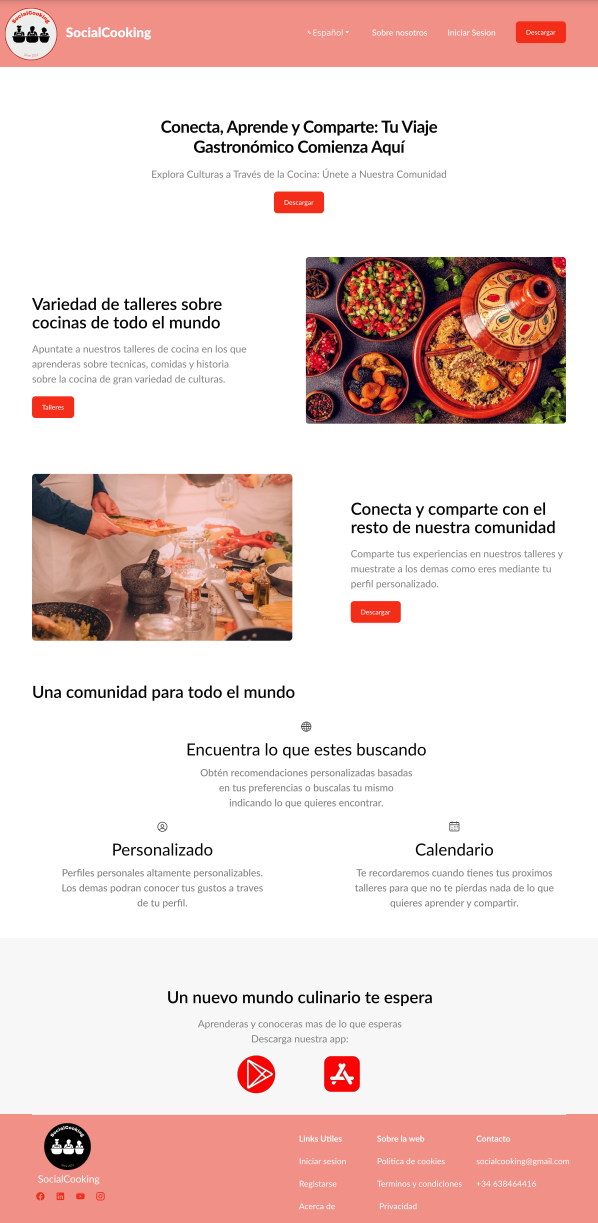 SocialCooking
SocialCooking
Español
Sobre nosotros
Iniciar Sesion
Descargar
Conecta, Aprende y Comparte: Tu Viaje
Gastronómico Comienza Aquí
Explora Culturas a Través de la Cocina: Únete a Nuestra Comunidad
Descargar
Variedad de talleres sobre
cocinas de todo el mundo
Apuntate a nuestros talleres de cocina en los que
aprenderas sobre tecnicas, comidas y historia
sobre la cocina de gran variedad de culturas.
Talleres
Conecta y comparte con el
resto de nuestra comunidad
Comparte tus experiencias en nuestros talleres y
muestrate a los demas como eres mediante tu
perfil personalizado.
Descargar
Una comunidad para todo el mundo
Encuentra lo que estes buscando
Obtén recomendaciones personalizadas basadas
en tus preferencias o buscalas tu mismo
indicando lo que quieres encontrar.
Personalizado
Perfiles personales altamente personalizables.
Los demas podran conocer tus gustos a traves
de tu perfil.
Calendario
Te recordaremos cuando tienes tus proximos
talleres para que no te pierdas nada de lo que
quieres aprender y compartir.
Un nuevo mundo culinario te espera
Aprenderas y conoceras mas de lo que esperas
Descarga nuestra app:
SocialCooking
SocialCooking
Links Utiles
Iniciar sesion
Registarse
Acerca de
Sobre la web
Politica de cookies
Terminos y condiciones
Privacidad
Contacto
socialcooking@gmail.com
+34 638464416